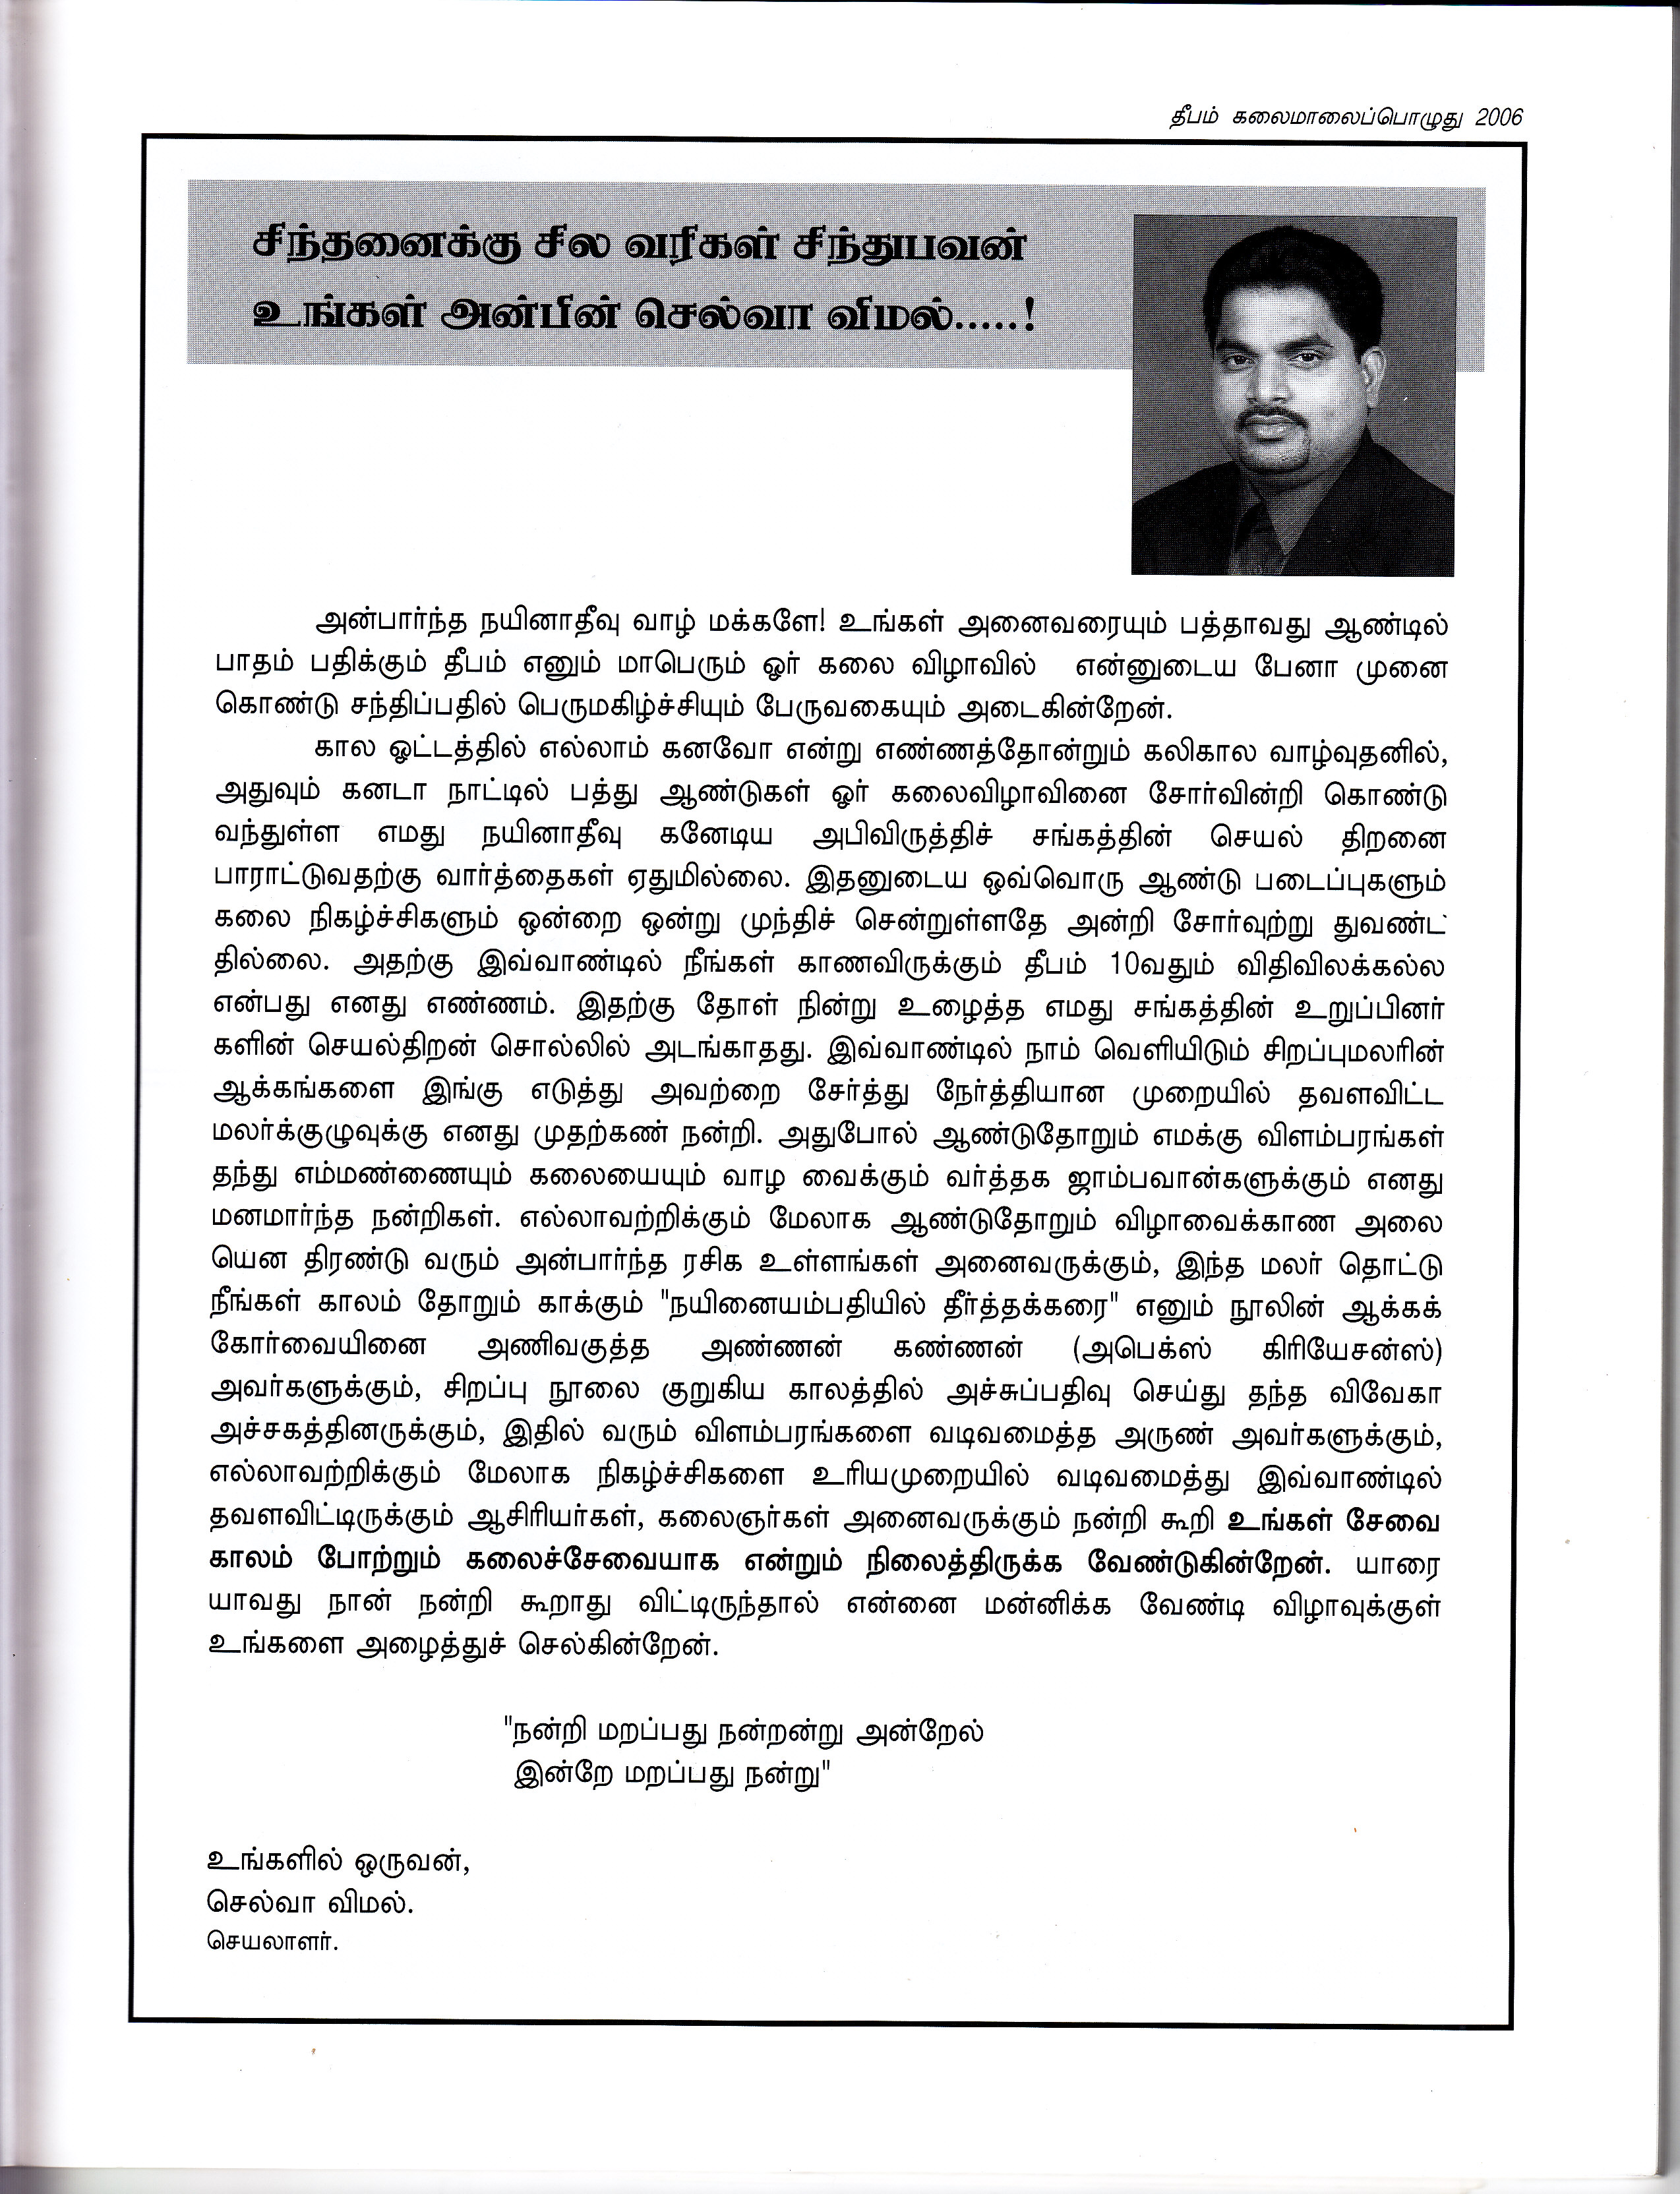 தீபம் கலைமாலைப்பொழுது 2006
சிந்தனைக்கு சில வரிகள் சிந்துபவன்
உங்கள் அன்பின் செல்வா விமல்.....!
அன்பார்ந்த நயினாதீவு வாழ் மக்களே! உங்கள் அனைவரையும் பத்தாவது ஆண்டில்
பாதம் பதிக்கும் தீபம் எனும் மாபெரும் ஓர் கலை விழாவில் என்னுடைய பேனா முனை
கொண்டு சந்திப்பதில் பெருமகிழ்ச்சியும் பேருவகையும் அடைகின்றேன்.
கால ஓட்டத்தில் எல்லாம் கனவோ என்று எண்ணத்தோன்றும் கலிகால வாழ்வுதனில்,
அதுவும் கனடா நாட்டில் பத்து ஆண்டுகள் ஓர் கலைவிழாவினை சோர்வின்றி கொண்டு
வந்துள்ள எமது நயினாதீவு கனேடிய அபிவிருத்திச் சங்கத்தின் செயல் திறனை
பாராட்டுவதற்கு வார்த்தைகள் ஏதுமில்லை. இதனுடைய ஒவ்வொரு ஆண்டு படைப்புகளும்
கலை நிகழ்ச்சிகளும் ஒன்றை ஒன்று முந்திச் சென்றுள்ளதே அன்றி சோர்வுற்று துவண்ட
தில்லை. அதற்கு இவ்வாண்டில் நீங்கள் காணவிருக்கும் தீபம் 10வதும் விதிவிலக்கல்ல
என்பது எனது எண்ணம். இதற்கு தோள் நின்று உழைத்த எமது சங்கத்தின் உறுப்பினர்
களின் செயல்திறன் சொல்லில் அடங்காதது. இவ்வாண்டில் நாம் வெளியிடும் சிறப்புமலரின்
ஆக்கங்களை இங்கு எடுத்து அவற்றை சேர்த்து நேர்த்தியான முறையில் தவளவிட்ட
மலர்க்குழுவுக்கு எனது முதற்கண் நன்றி. அதுபோல் ஆண்டுதோறும் எமக்கு விளம்பரங்கள்
தந்து எம்மண்ணையும் கலையையும் வாழ வைக்கும் வர்த்தக ஜாம்பவான்களுக்கும் எனது
மனமார்ந்த நன்றிகள். எல்லாவற்றிக்கும் மேலாக ஆண்டுதோறும் விழாவைக்காண அலை
யென திரண்டு வரும் அன்பார்ந்த ரசிக உள்ளங்கள் அனைவருக்கும், இந்த மலர் தொட்டு
நீங்கள் காலம் தோறும் காக்கும் "நயினையம்பதியில் தீர்த்தக்கரை" எனும் நூலின் ஆக்கக்
கோர்வையினை அணிவகுத்த அண்ணன் கண்ணன் (அபெக்ஸ் கிரியேசன்ஸ்)
அவர்களுக்கும், சிறப்பு நூலை குறுகிய காலத்தில் அச்சுப்பதிவு செய்து தந்த விவேகா
அச்சகத்தினருக்கும், இதில் வரும் விளம்பரங்களை வடிவமைத்த அருண் அவர்களுக்கும்,
எல்லாவற்றிக்கும் மேலாக நிகழ்ச்சிகளை உரியமுறையில் வடிவமைத்து இவ்வாண்டில்
தவளவிட்டிருக்கும் ஆசிரியர்கள், கலைஞர்கள் அனைவருக்கும் நன்றி கூறி உங்கள் சேவை
காலம் போற்றும் கலைச்சேவையாக என்றும் நிலைத்திருக்க வேண்டுகின்றேன். யாரை
யாவது நான் நன்றி கூறாது விட்டிருந்தால் என்னை மன்னிக்க வேண்டி விழாவுக்குள்
உங்களை அழைத்துச் செல்கின்றேன்.
"நன்றி மறப்பது நன்றன்று அன்றேல்
இன்றே மறப்பது நன்று"
உங்களில் ஒருவன்,
செல்வா விமல்.
செயலாளர்.